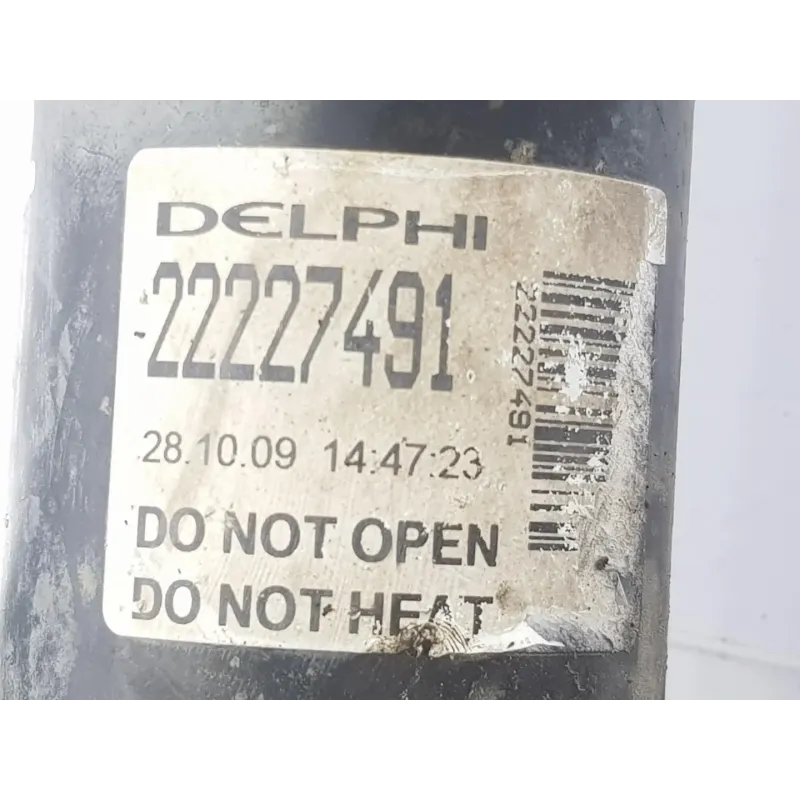 DELPHI
22227491
28.10.09 14:47:23
DO NOT OPEN
DO NOT HEAT
22227491